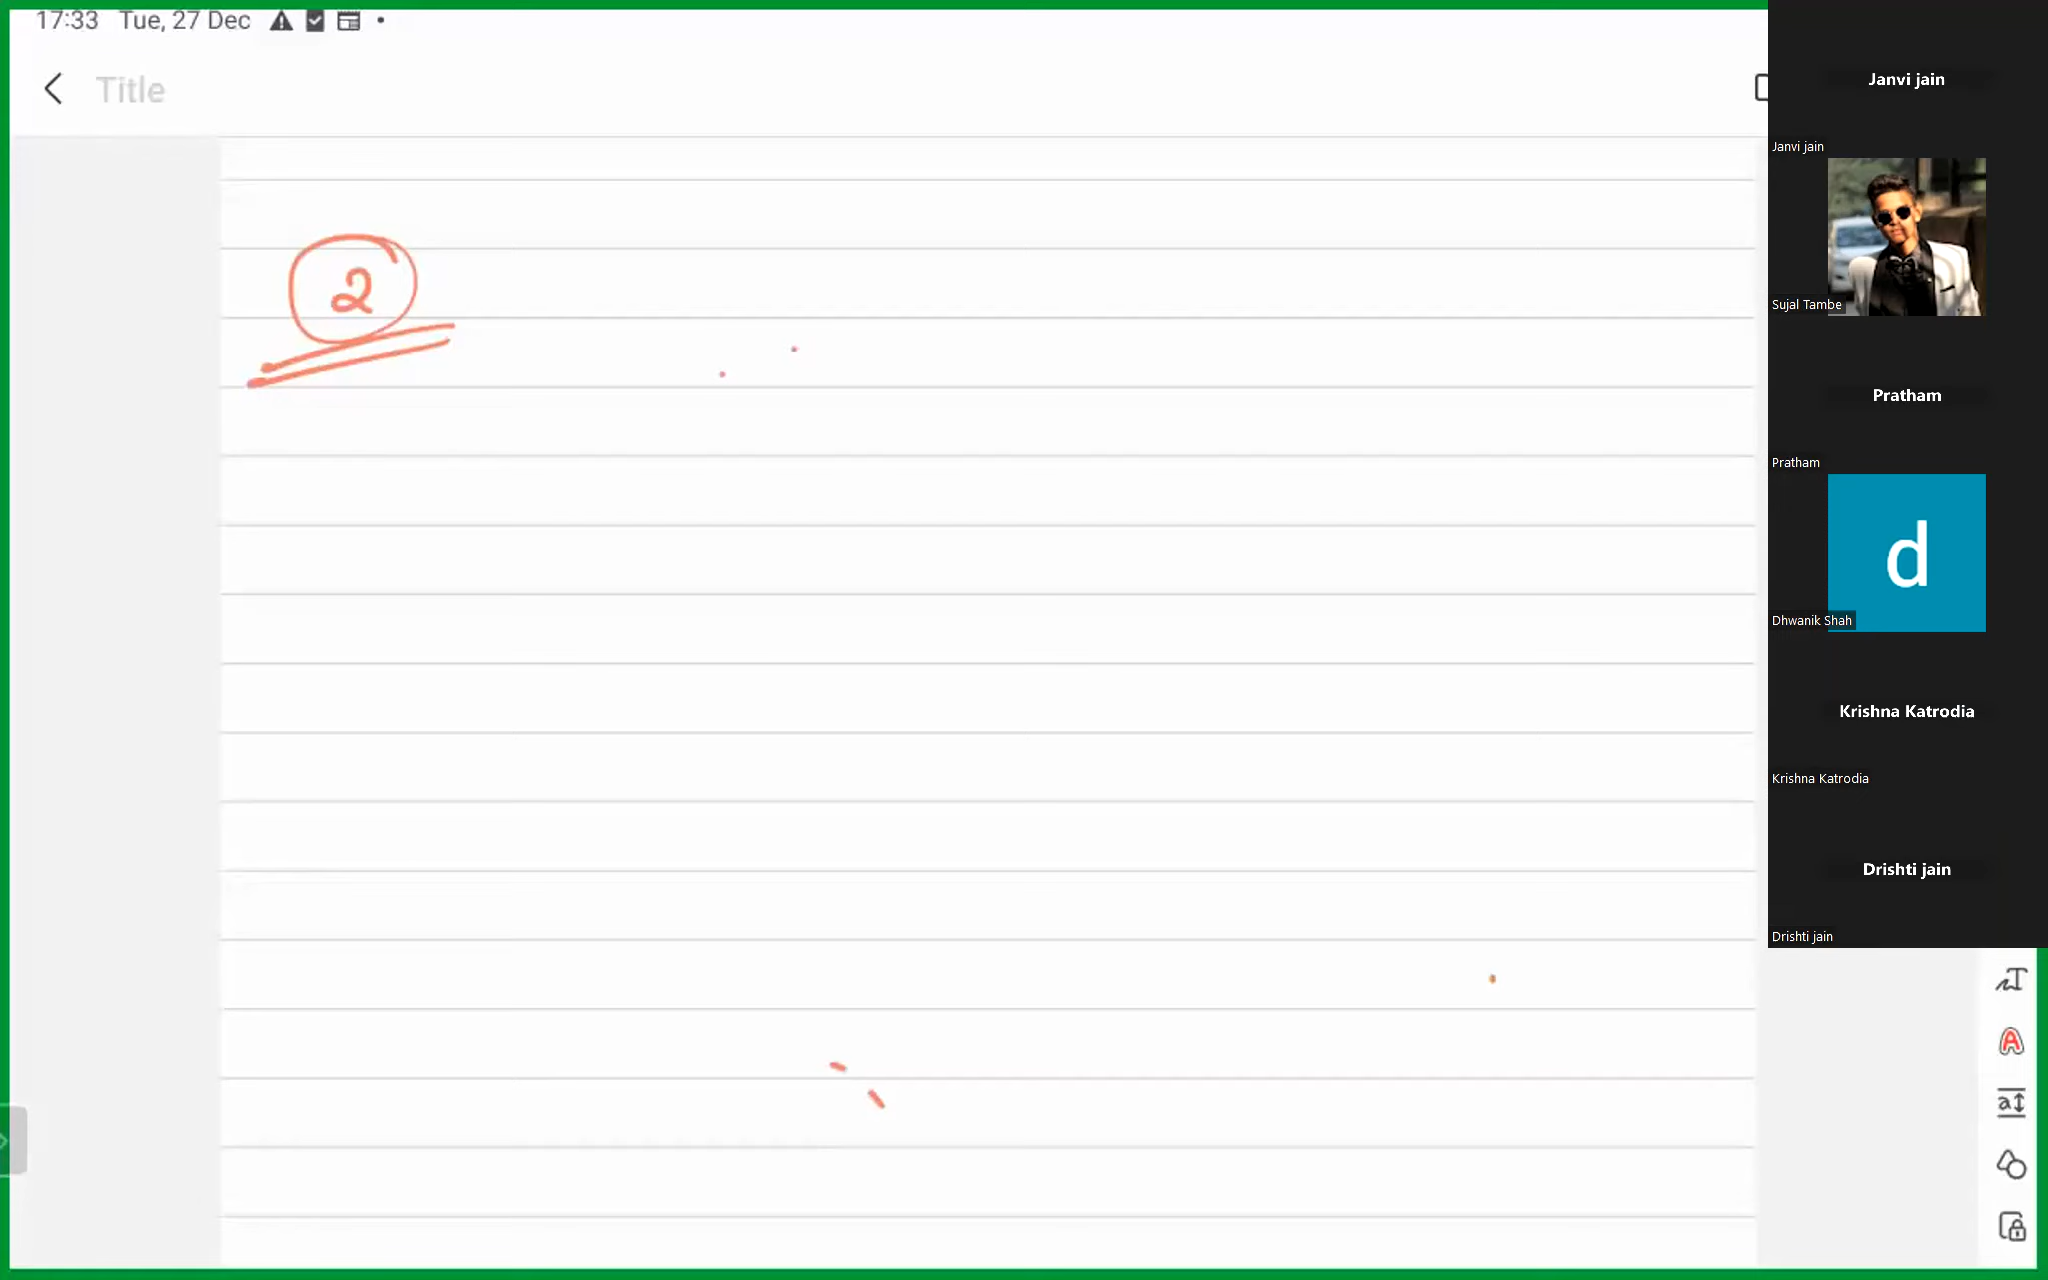 17:33 Tue, 27 Dec
Title
2
Janvi jain
Janvi jain
Sujal Tambe
Pratham
Pratham
d
Dhwanik Shah
Krishna Katrodia
Krishna Katrodia
Drishti jain
Drishti jain
T
A
a